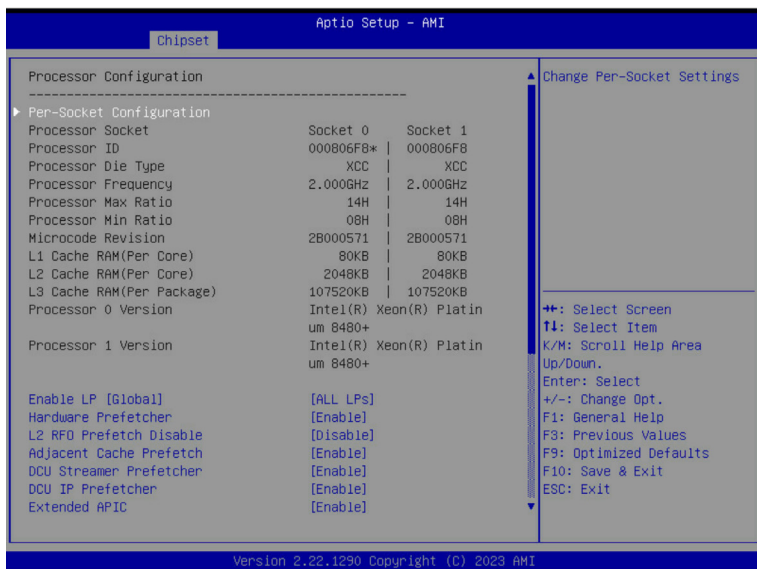 Aptio Setup - AMI
Chipset
Processor Configuration
--------------------------------------------------
Per-Socket Configuration
Processor Socket Socket 0 Socket 1
Processor ID 000806F8* | 000806F8
Processor Die Type XCC | XCC
Processor Frequency 2.000GHz | 2.000GHz
Processor Max Ratio 14H | 14H
Processor Min Ratio 08H | 08H
Microcode Revision 2B000571 | 2B000571
L1 Cache RAM(Per Core) 80KB | 80KB
L2 Cache RAM(Per Core) 2048KB | 2048KB
L3 Cache RAM(Per Package) 107520KB | 107520KB
Processor 0 Version Intel(R) Xeon(R) Platin
um 8480+
Processor 1 Version Intel(R) Xeon(R) Platin
um 8480+
Enable LP [Global] [ALL LPs]
Hardware Prefetcher [Enable]
L2 RFO Prefetch Disable [Disable]
Adjacent Cache Prefetch [Enable]
DCU Streamer Prefetcher [Enable]
DCU IP Prefetcher [Enable]
Extended APIC [Enable]
Change Per-Socket Settings
→←: Select Screen
↑↓: Select Item
K/M: Scroll Help Area
Up/Down.
Enter: Select
+/-: Change Opt.
F1: General Help
F3: Previous Values
F9: Optimized Defaults
F10: Save & Exit
ESC: Exit
Version 2.22.1290 Copyright (C) 2023 AMI